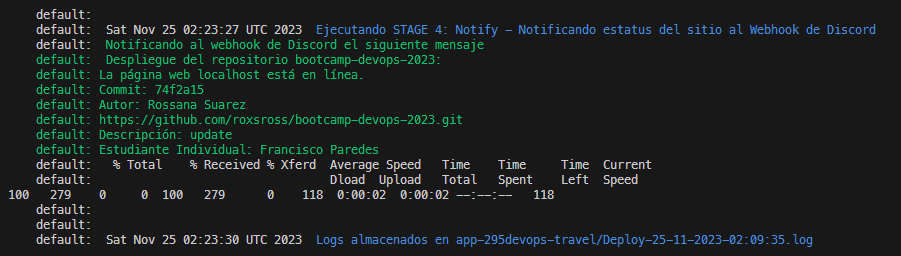 default:
default:  Sat Nov 25 02:23:27 UTC 2023  Ejecutando STAGE 4: Notify - Notificando estatus del sitio al Webhook de Discord
default:  Notificando al webhook de Discord el siguiente mensaje
default:  Despliegue del repositorio bootcamp-devops-2023:
default: La página web localhost está en línea.
default: Commit: 74f2a15
default: Autor: Rossana Suarez
default: https://github.com/roxsross/bootcamp-devops-2023.git
default: Descripción: update
default: Estudiante Individual: Francisco Paredes
default:   % Total    % Received % Xferd  Average Speed   Time    Time     Time  Current
default:                                  Dload  Upload   Total   Spent    Left  Speed
100   279    0     0  100   279      0    118  0:00:02  0:00:02 --:--:--   118
default:
default:
default:  Sat Nov 25 02:23:30 UTC 2023  Logs almacenados en app-295devops-travel/Deploy-25-11-2023-02:09:35.log